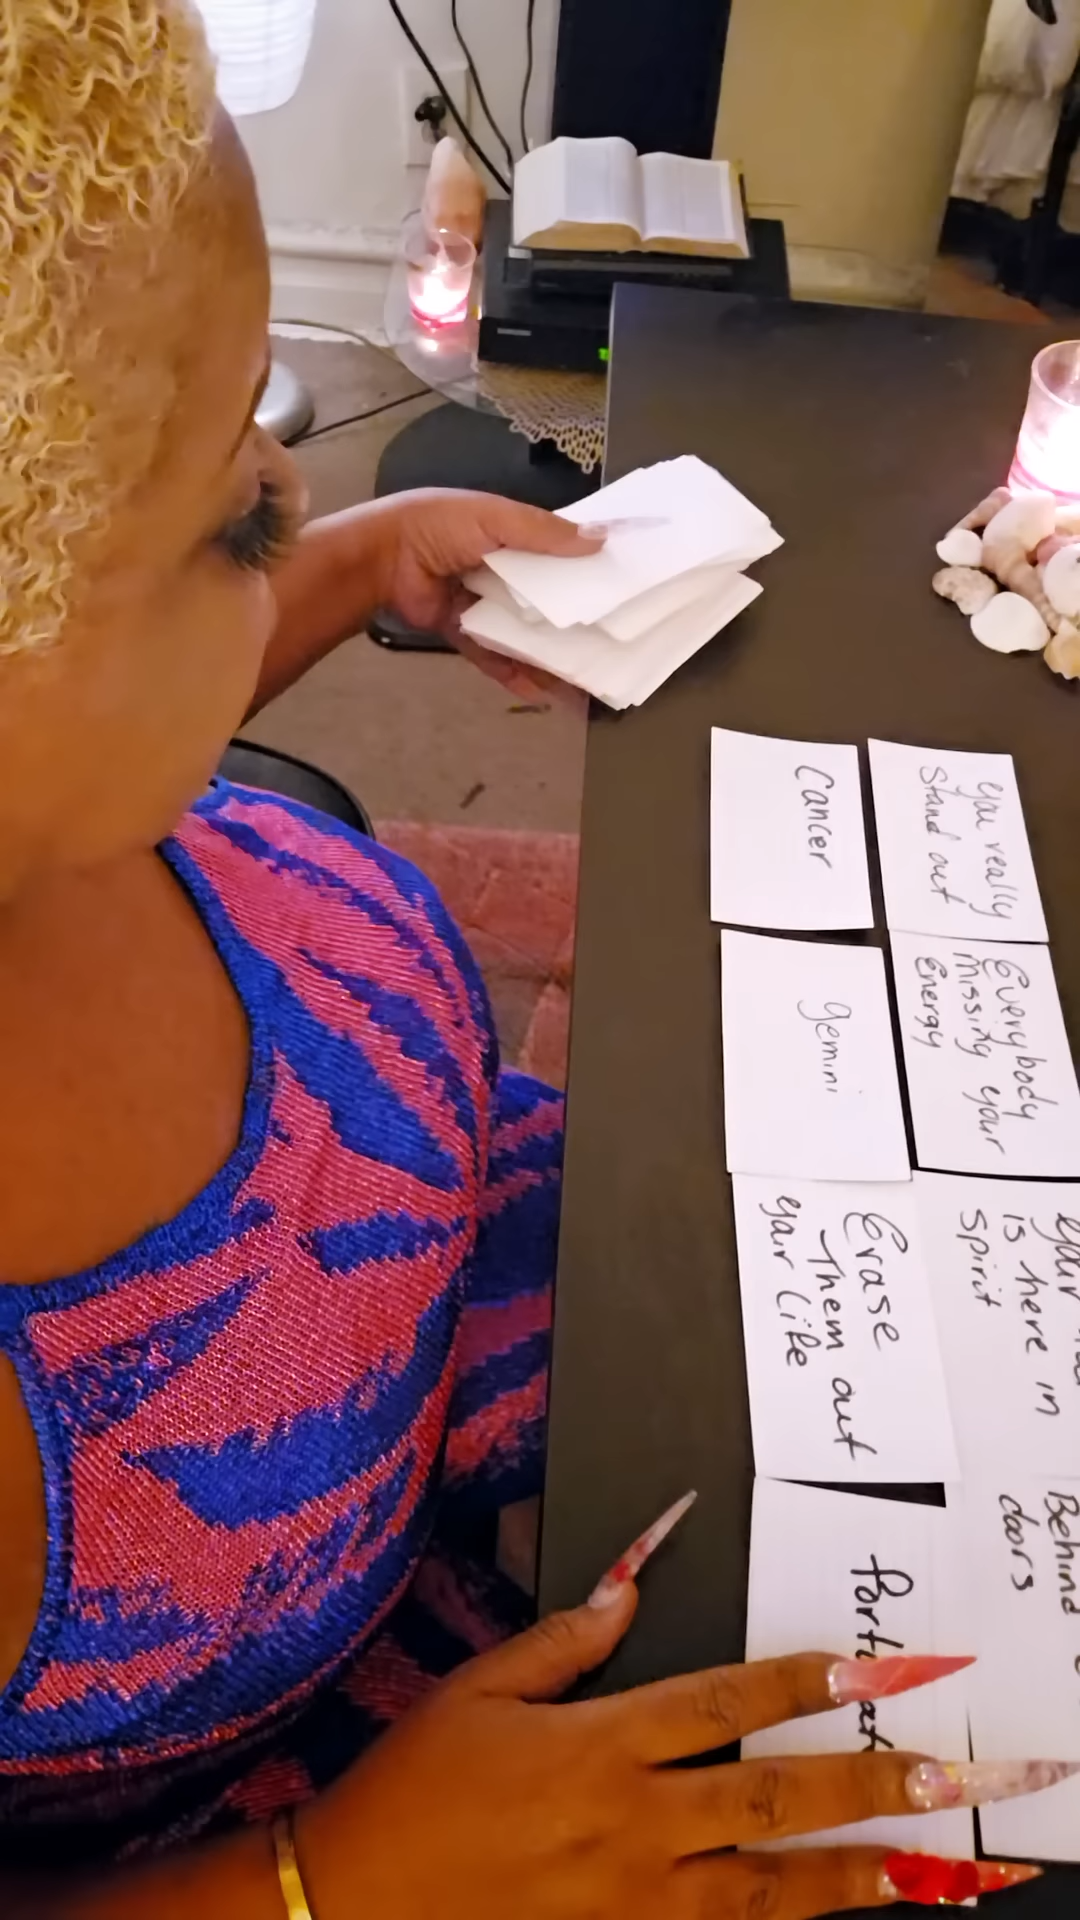 Cancer
you really
Stand out
gemini
Everybody
missing your
Energy
Erase
Them out
your life
your
is here in
spirit
Behind
doors